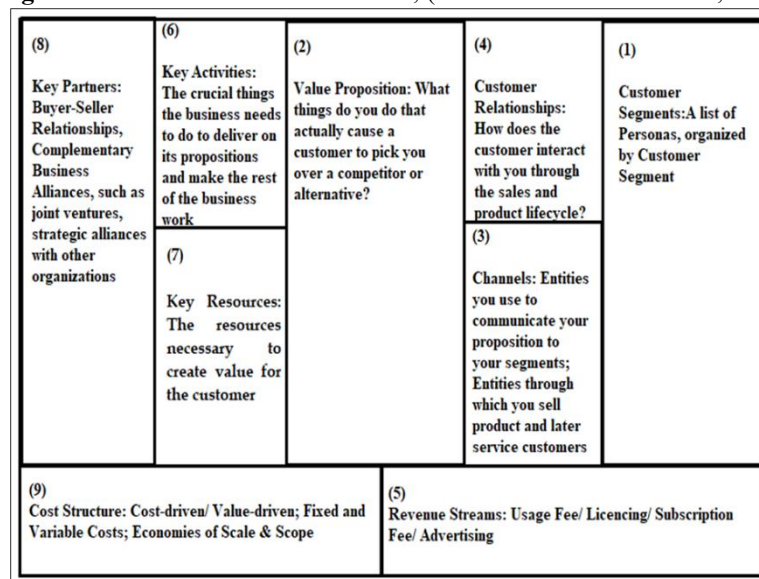 (8)
Key Partners:
Buyer-Seller
Relationships,
Complementary
Business
Alliances, such as
joint ventures,
strategic alliances
with other
organizations
(6)
Key Activities:
The crucial things
the business needs
to do to deliver on
its propositions
and make the rest
of the business
work
(7)
Key Resources:
The resources
necessary to
create value for
the customer
(2)
Value Proposition: What
things do you do that
actually cause a
customer to pick you
over a competitor or
alternative?
(4)
Customer
Relationships:
How does the
customer interact
with you through
the sales and
product lifecycle?
(3)
Channels: Entities
you use to
communicate your
proposition to
your segments;
Entities through
which you sell
product and later
service customers
(1)
Customer
Segments:A list of
Personas, organized
by Customer
Segment
(9)
Cost Structure: Cost-driven/ Value-driven; Fixed and
Variable Costs; Economies of Scale & Scope
(5)
Revenue Streams: Usage Fee/ Licencing/ Subscription
Fee/ Advertising